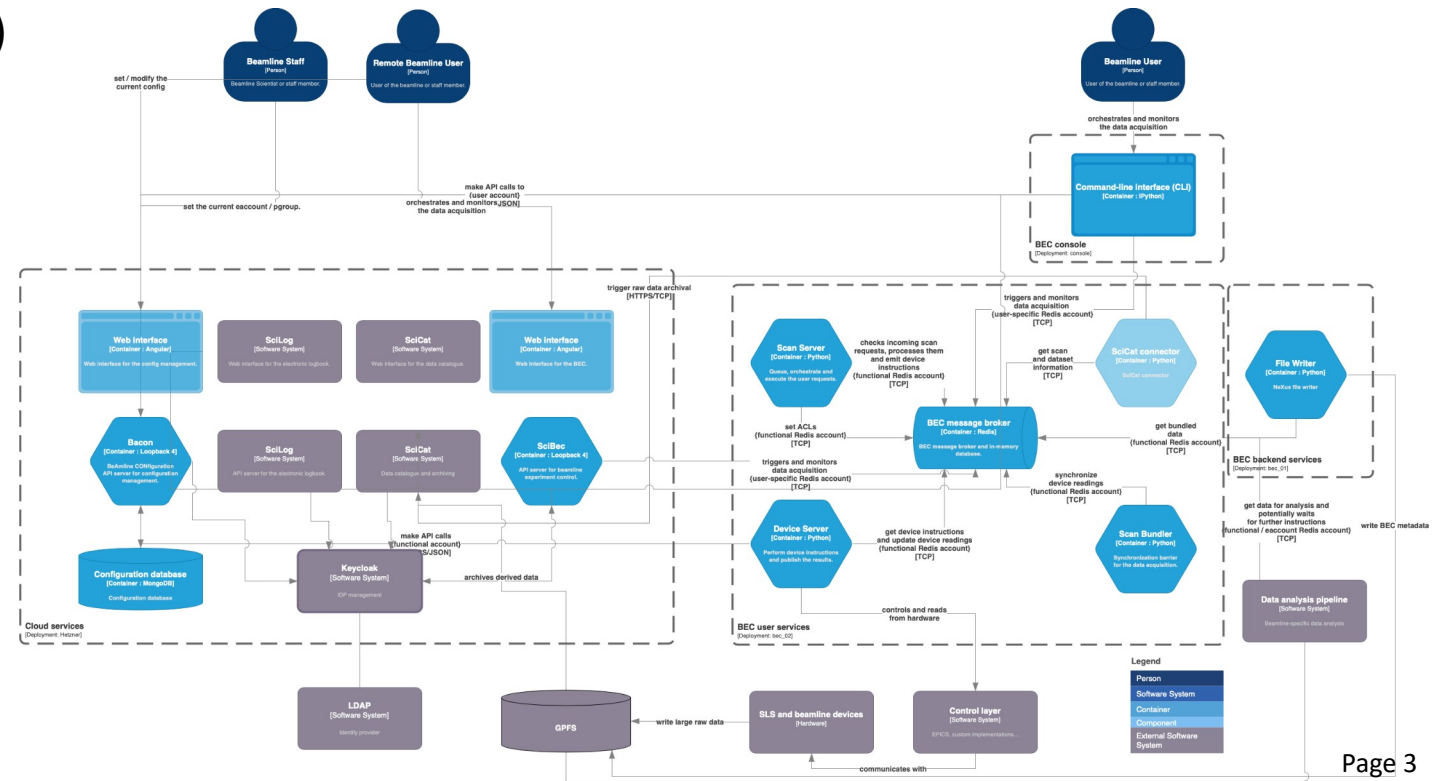 )
Beamline Staff
[Person]
Beamline Scientist or staff member.
Remote Beamline User
[Person]
User of the beamline or staff member.
Beamline User
[Person]
User of the beamline or staff member.
set / modify the
current config
orchestrates and monitors
the data acquisition
Command-line interface (CLI)
[Container : IPython]
BEC console
[Deployment: console]
make API calls to
{user account}
orchestrates and monitors
JSON]
the data acquisition
set the current eaccount / pgroup.
trigger raw data archival
[HTTPS/TCP]
Web interface
[Container : Angular]
Web interface for the config management.
SciLog
[Software System]
Web interface for the electronic logbook.
SciCat
[Software System]
Web interface for the data catalogue.
Web interface
[Container : Angular]
Web interface for the BEC.
Bacon
[Container : Loopback 4]
BeAmline CONfiguration
API server for configuration
management.
SciLog
[Software System]
API server for the electronic logbook.
SciCat
[Software System]
Data catalogue and archiving
SciBec
[Container : Loopback 4]
API server for beamline
experiment control.
make API calls
{functional account}
S/JSON]
Configuration database
[Container : MongoDB]
Configuration database
Keycloak
[Software System]
IDP management
archives derived data
Cloud services
[Deployment: Hetzner]
triggers and monitors
data acquisition
{user-specific Redis account}
[TCP]
Scan Server
[Container : Python]
Queue, orchestrate and
execute the user requests.
checks incoming scan
requests, processes them
and emit device
instructions
{functional Redis account}
[TCP]
get scan
and dataset
information
[TCP]
SciCat connector
[Container : Python]
SciCat connector
File Writer
[Container : Python]
NeXus file writer
set ACLs
{functional Redis account}
[TCP]
BEC message broker
[Container : Redis]
BEC message broker and in-memory
database.
get bundled
data
{functional Redis account}
[TCP]
BEC backend services
[Deployment: bec_01]
triggers and monitors
data acquisition
{user-specific Redis account}
[TCP]
synchronize
device readings
{functional Redis account}
[TCP]
Device Server
[Container : Python]
Perform device instructions
and publish the results.
get device instructions
and update device readings
{functional Redis account}
[TCP]
Scan Bundler
[Container : Python]
Synchronization barrier
for the data acquisition.
get data for analysis and
potentially waits
for further instructions
{functional / eaccount Redis account}
[TCP]
write BEC metadata
controls and reads
from hardware
BEC user services
[Deployment: bec_02]
Data analysis pipeline
[Software System]
Beamline-specific data analysis
LDAP
[Software System]
Identity provider
GPFS
write large raw data
SLS and beamline devices
[Hardware]
Control layer
[Software System]
EPICS, custom implementations...
communicates with
Legend
Person
Software System
Container
Component
External Software
System
Page 3